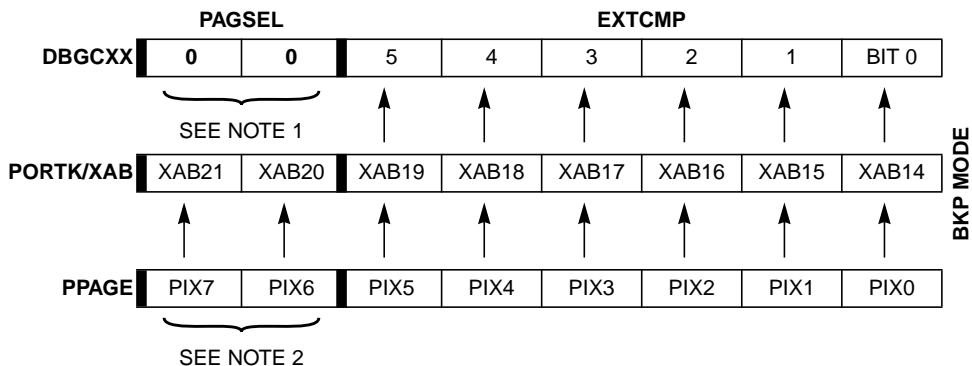 PAGSEL EXTCMP
DBGCXX 0 0 5 4 3 2 1 BIT 0
SEE NOTE 1
PORTK/XAB XAB21 XAB20 XAB19 XAB18 XAB17 XAB16 XAB15 XAB14
BKP MODE
PPAGE PIX7 PIX6 PIX5 PIX4 PIX3 PIX2 PIX1 PIX0
SEE NOTE 2